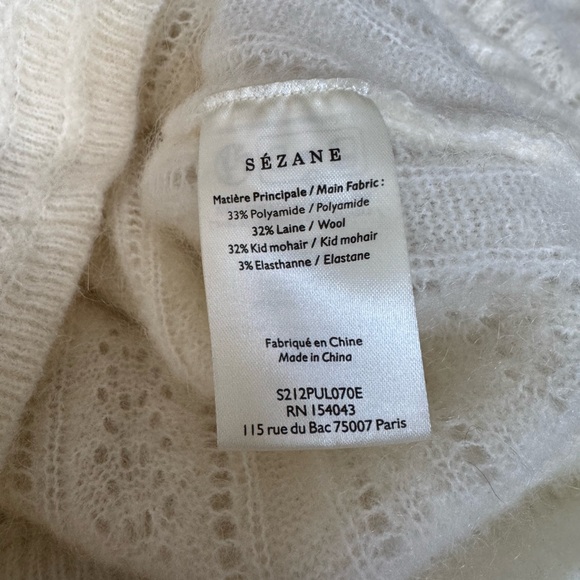 SÉZANE
Matière Principale / Main Fabric :
33% Polyamide / Polyamide
32% Laine / Wool
32% Kid mohair / Kid mohair
3% Elasthanne / Elastane
Fabriqué en Chine
Made in China
S212PUL070E
RN 154043
115 rue du Bac 75007 Paris